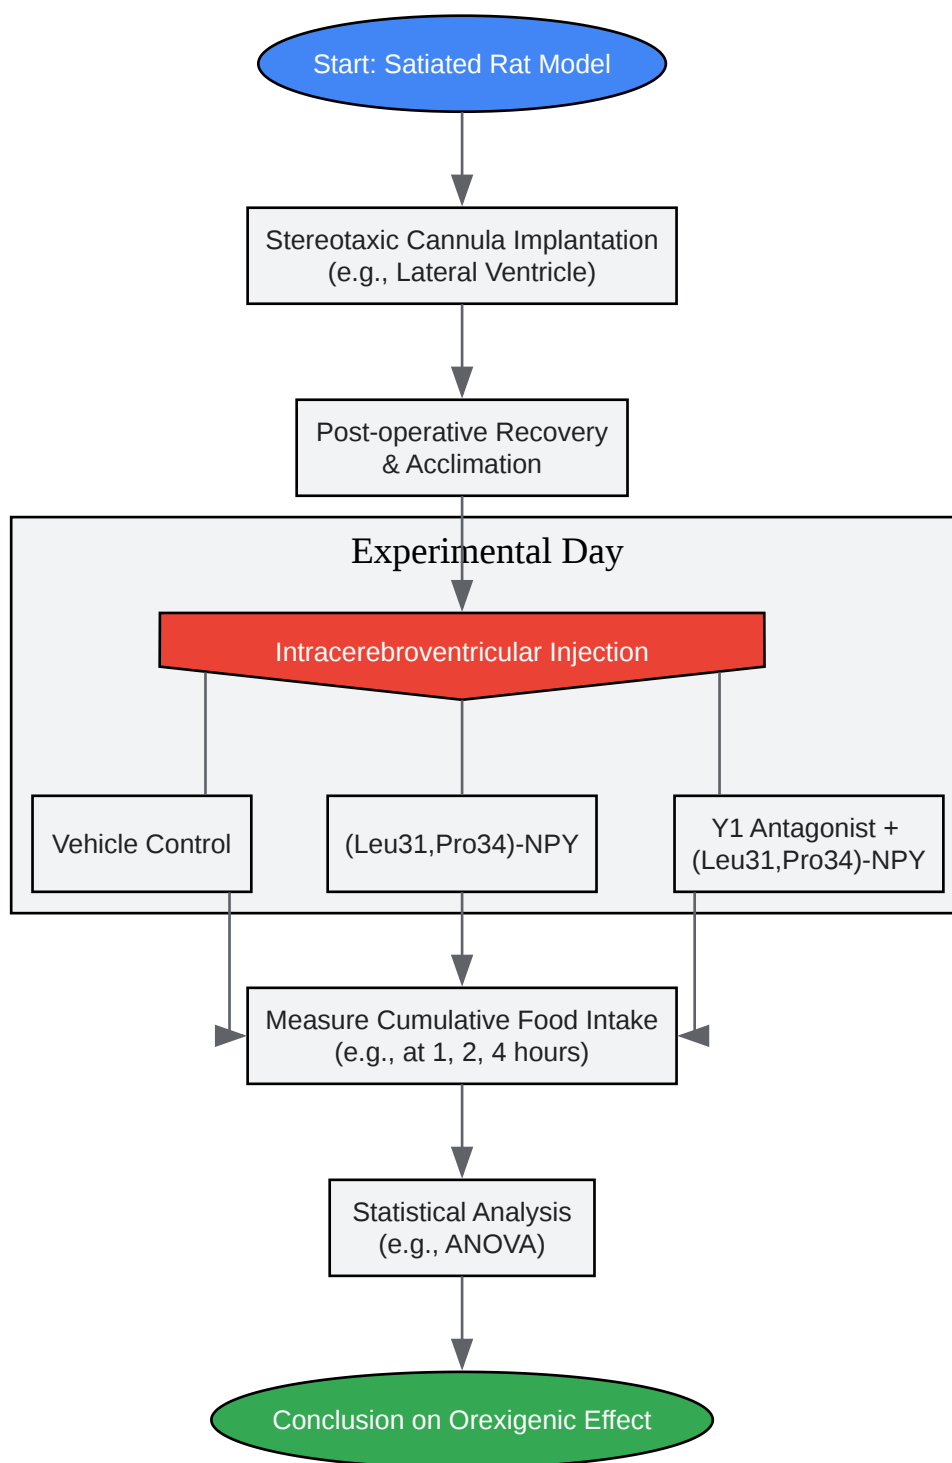 Start: Satiated Rat Model
Stereotaxic Cannula Implantation
(e.g., Lateral Ventricle)
Post-operative Recovery
& Acclimation
Experimental Day
Intracerebroventricular Injection
Vehicle Control
(Leu31,Pro34)-NPY
Y1 Antagonist +
(Leu31,Pro34)-NPY
Measure Cumulative Food Intake
(e.g., at 1, 2, 4 hours)
Statistical Analysis
(e.g., ANOVA)
Conclusion on Orexigenic Effect